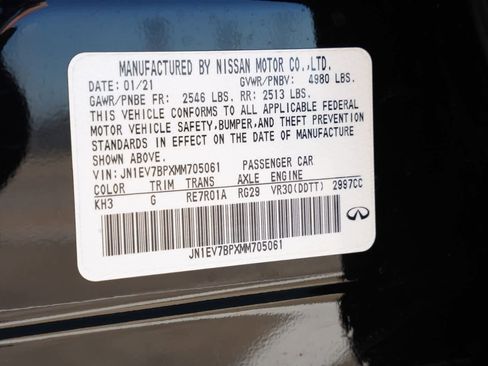 MANUFACTURED BY NISSAN MOTOR CO.,LTD.
DATE: 01/21 GVWR/PNBV: 4980 LBS.
GAWR/PNBE FR: 2546 LBS. RR: 2513 LBS.
THIS VEHICLE CONFORMS TO ALL APPLICABLE FEDERAL
MOTOR VEHICLE SAFETY,BUMPER,AND THEFT PREVENTION
STANDARDS IN EFFECT ON THE DATE OF MANUFACTURE
SHOWN ABOVE.
VIN: JN1EV7BPXMM705061 PASSENGER CAR
COLOR TRIM TRANS AXLE ENGINE
KH3 G RE7R01A RG29 VR30(DDTT) 2997CC
JN1EV7BPXMM705061